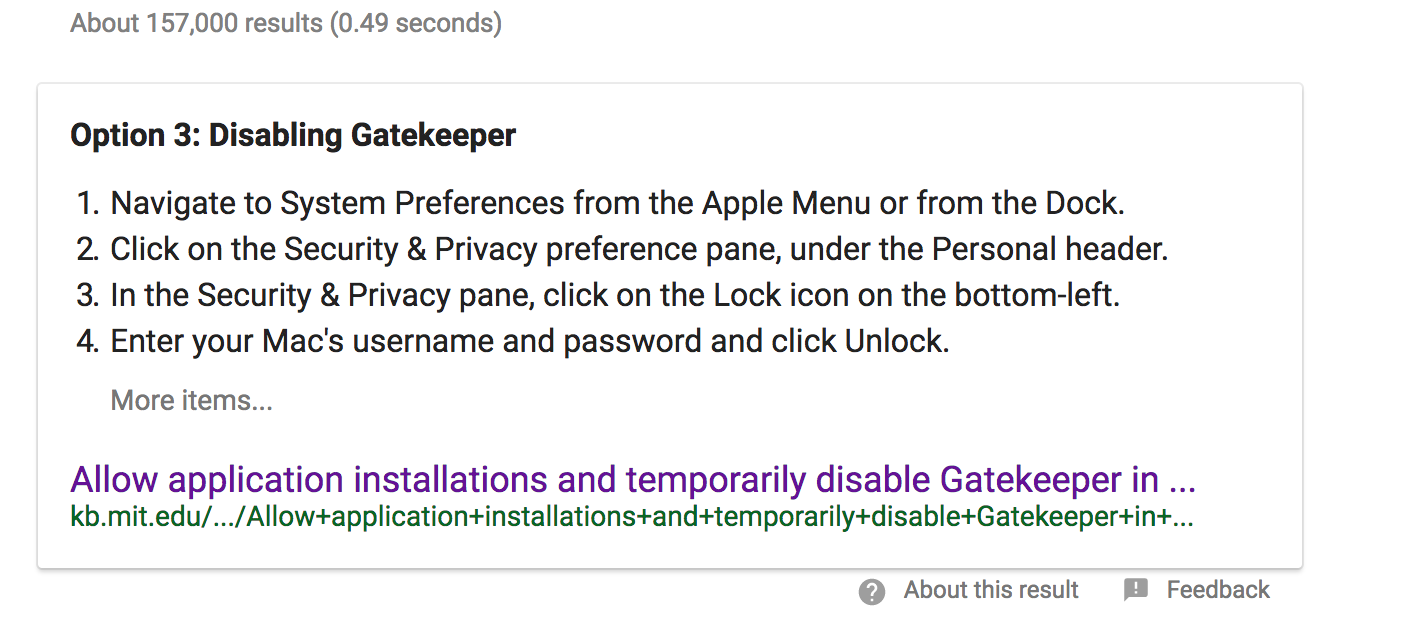 About 157,000 results (0.49 seconds)
Option 3: Disabling Gatekeeper
1. Navigate to System Preferences from the Apple Menu or from the Dock.
2. Click on the Security & Privacy preference pane, under the Personal header.
3. In the Security & Privacy pane, click on the Lock icon on the bottom-left.
4. Enter your Mac's username and password and click Unlock.
More items...
Allow application installations and temporarily disable Gatekeeper in ...
kb.mit.edu/.../Allow+application+installations+and+temporarily+disable+Gatekeeper+in+...
About this result Feedback